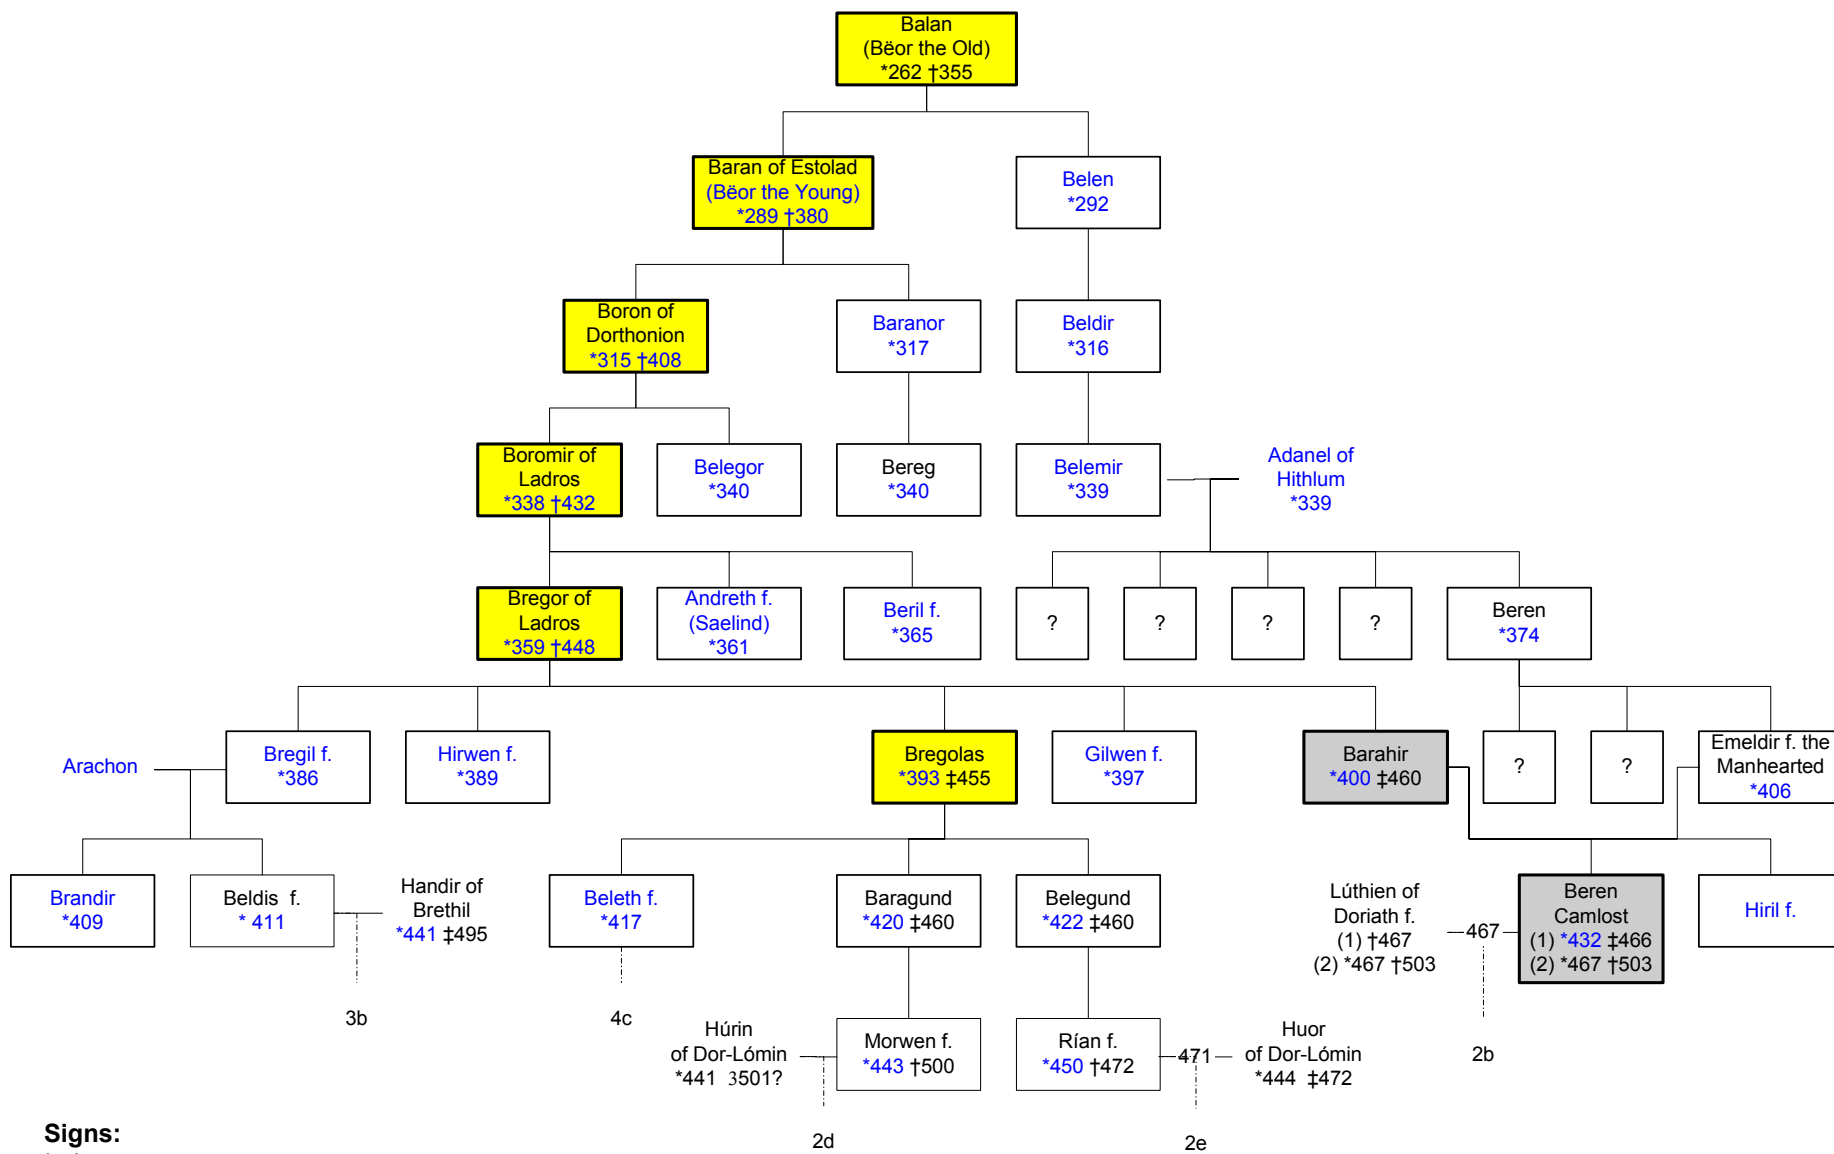 Balan
(Bëor the Old)
*262 †355
Baran of Estolad
(Bëor the Young)
*289 †380
Belen
*292
Boron of
Dorthonion
*315 †408
Baranor
*317
Beldir
*316
Boromir of
Ladros
*338 †432
Belegor
*340
Bereg
*340
Belemir
*339
Adanel of
Hithlum
*339
Bregor of
Ladros
*359 †448
Andreth f.
(Saelind)
*361
Beril f.
*365
?
?
?
?
Beren
*374
Arachon
Bregil f.
*386
Hirwen f.
*389
Bregolas
*393 ‡455
Gilwen f.
*397
Barahir
*400 ‡460
?
?
Emeldir f. the
Manhearted
*406
Brandir
*409
Beldis f.
* 411
Handir of
Brethil
*441 ‡495
Beleth f.
*417
Baragund
*420 ‡460
Belegund
*422 ‡460
Lúthien of
Doriath f.
(1) †467
(2) *467 †503
467
Beren
Camlost
(1) *432 ‡466
(2) *467 †503
Hiril f.
3b
4c
Húrin
of Dor-Lómin
*441 3501?
Morwen f.
*443 †500
Rían f.
*450 †472
471
Huor
of Dor-Lómin
*444 ‡472
2b
2d
2e
Signs: